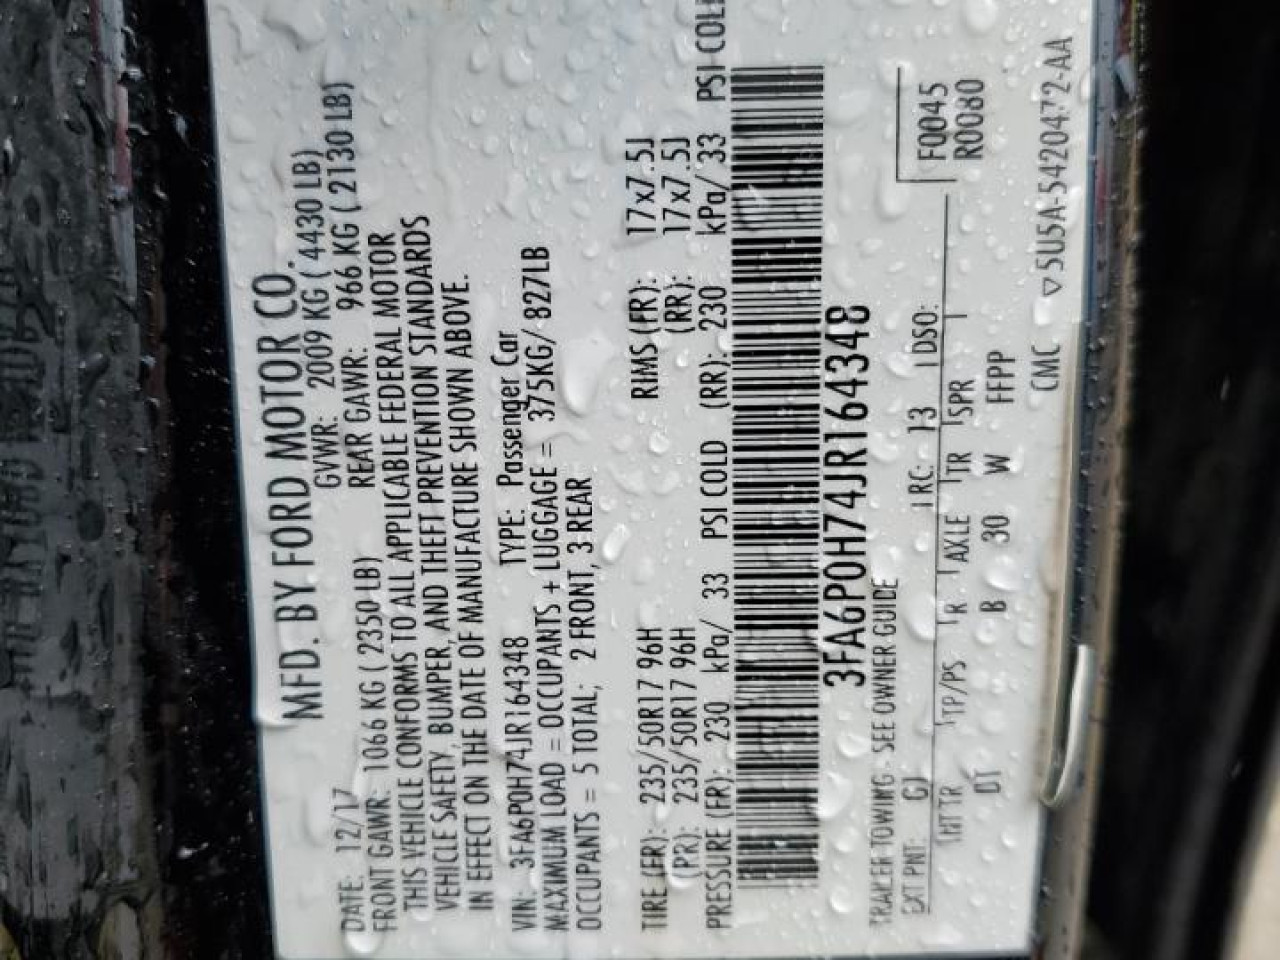 MFD. BY FORD MOTOR CO.
DATE: 12/17 GVWR: 2009 KG ( 4430 LB)
FRONT GAWR: 1066 KG ( 2350 LB) REAR GAWR: 966 KG ( 2130 LB)
THIS VEHICLE CONFORMS TO ALL APPLICABLE FEDERAL MOTOR
VEHICLE SAFETY, BUMPER, AND THEFT PREVENTION STANDARDS
IN EFFECT ON THE DATE OF MANUFACTURE SHOWN ABOVE.
VIN: 3FA6P0H74JR164348 TYPE: Passenger Car
MAXIMUM LOAD = OCCUPANTS + LUGGAGE = 375KG/ 827LB
OCCUPANTS = 5 TOTAL; 2 FRONT, 3 REAR
TIRE (FR): 235/50R17 96H RIMS (FR): 17x7.5J
(RR): 235/50R17 96H (RR): 17x7.5J
PRESSURE (FR): 230 kPa/ 33 PSI COLD (RR): 230 kPa/ 33 PSI COLD
3FA6P0H74JR164348
TRAILER TOWING - SEE OWNER GUIDE
F0045
EXT PNT: GJ RC: 13 DSO: R0080
INT TR TP/PS R AXLE TR SPR
DT B 30 W FFPP
CMC ▽ 5U5A-5420472-AA